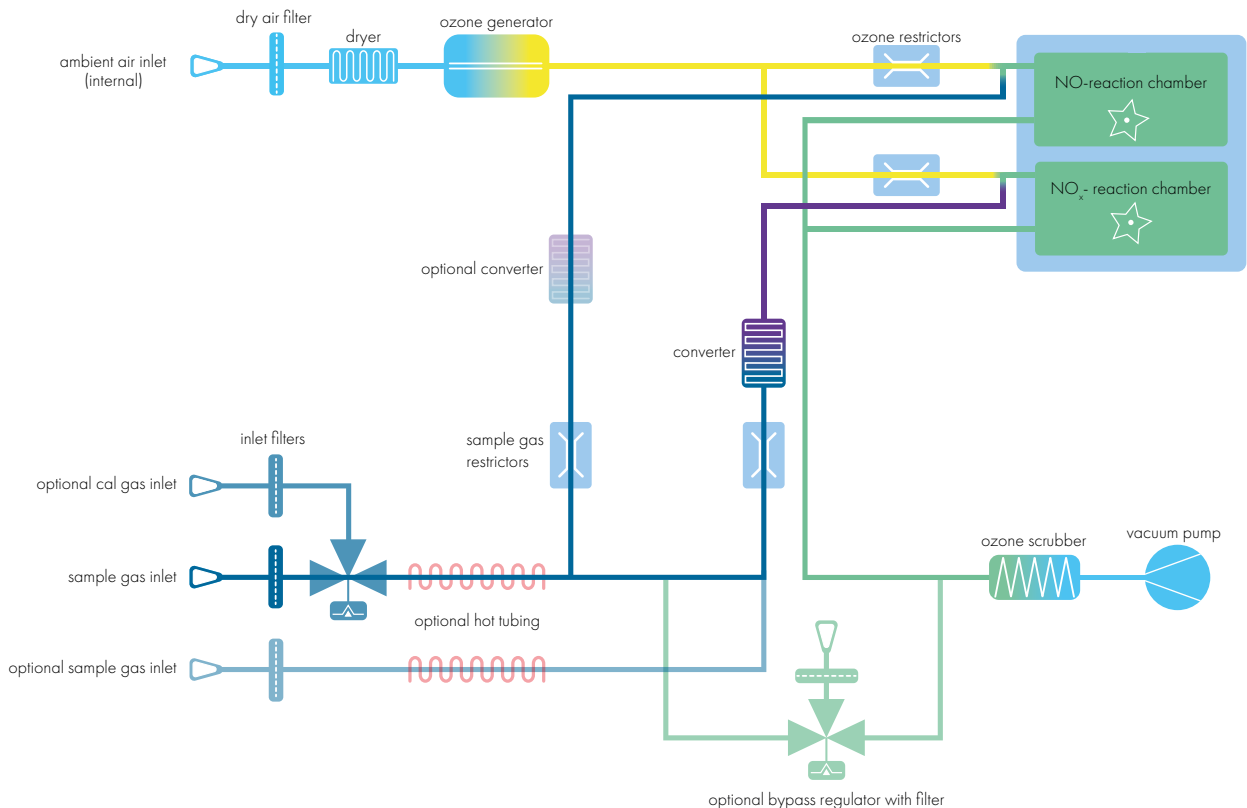 dry air filter
ozone generator
dryer
ozone restrictors
ambient air inlet
(internal)
NO-reaction chamber
NOx- reaction chamber
optional converter
converter
inlet filters
sample gas
restrictors
optional cal gas inlet
ozone scrubber
vacuum pump
sample gas inlet
optional hot tubing
optional sample gas inlet
optional bypass regulator with filter